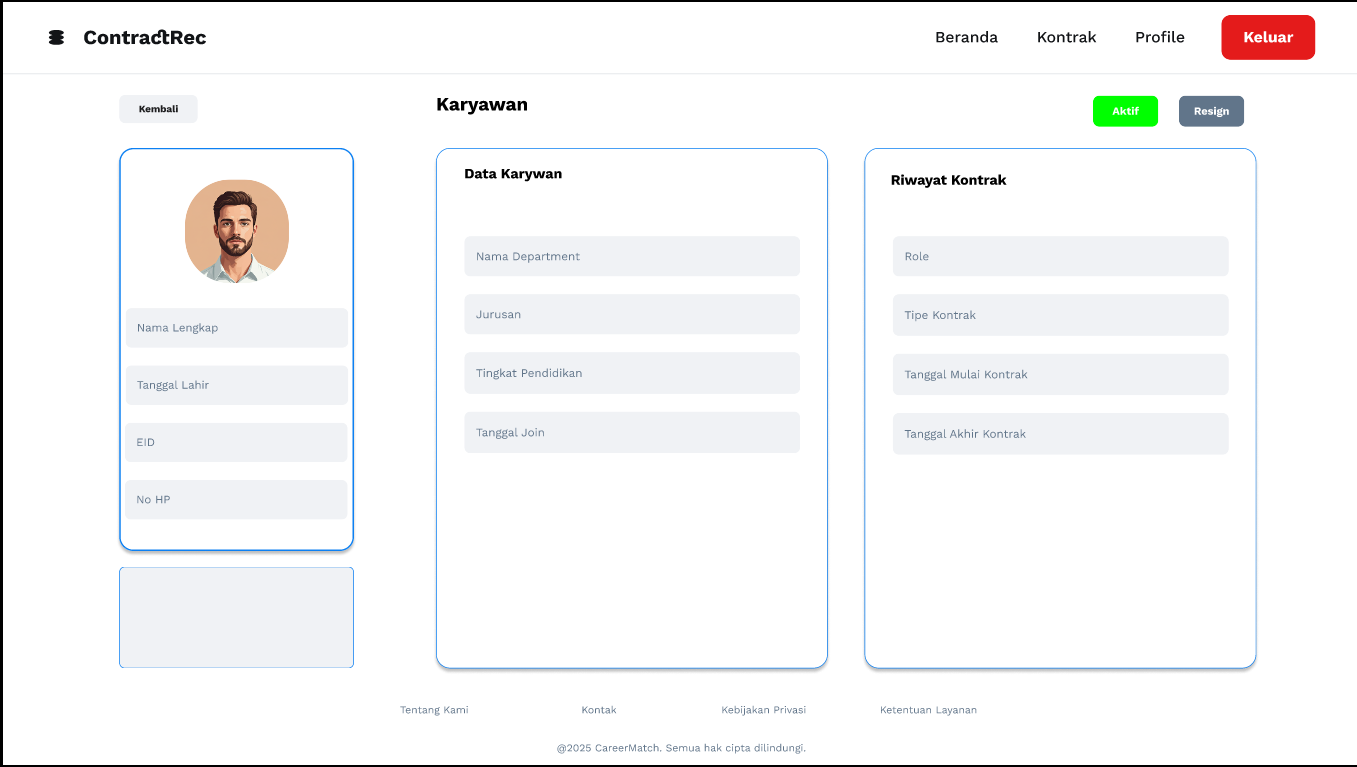 ContractRec
Beranda
Kontrak
Profile
Keluar
Kembali
Karyawan
Aktif
Resign
Nama Lengkap
Tanggal Lahir
EID
No HP
Data Karywan
Nama Department
Jurusan
Tingkat Pendidikan
Tanggal Join
Riwayat Kontrak
Role
Tipe Kontrak
Tanggal Mulai Kontrak
Tanggal Akhir Kontrak
Tentang Kami
Kontak
Kebijakan Privasi
Ketentuan Layanan
@2025 CareerMatch. Semua hak cipta dilindungi.